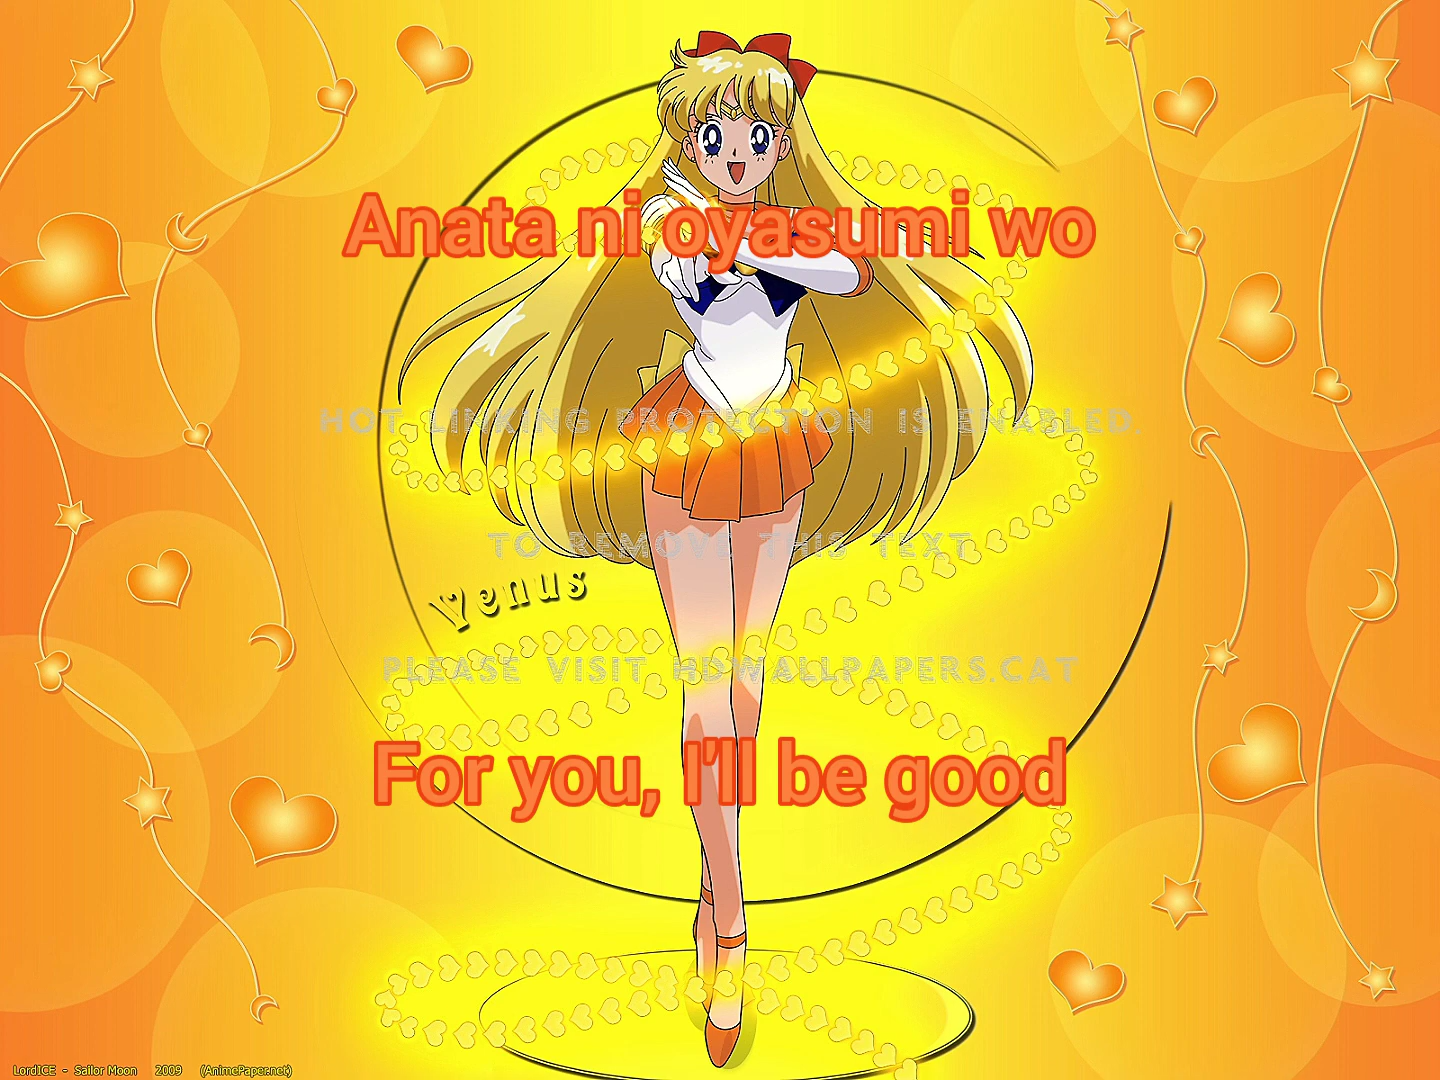 Anata ni oyasumi wo
HOT LINKING PROTECTION IS ENABLED.
TO REMOVE THIS TEXT
Venus
PLEASE VISIT HDWALLPAPERS.CAT
For you, I'll be good
LordICE - Sailor Moon 2009 (AnimePaper.net)